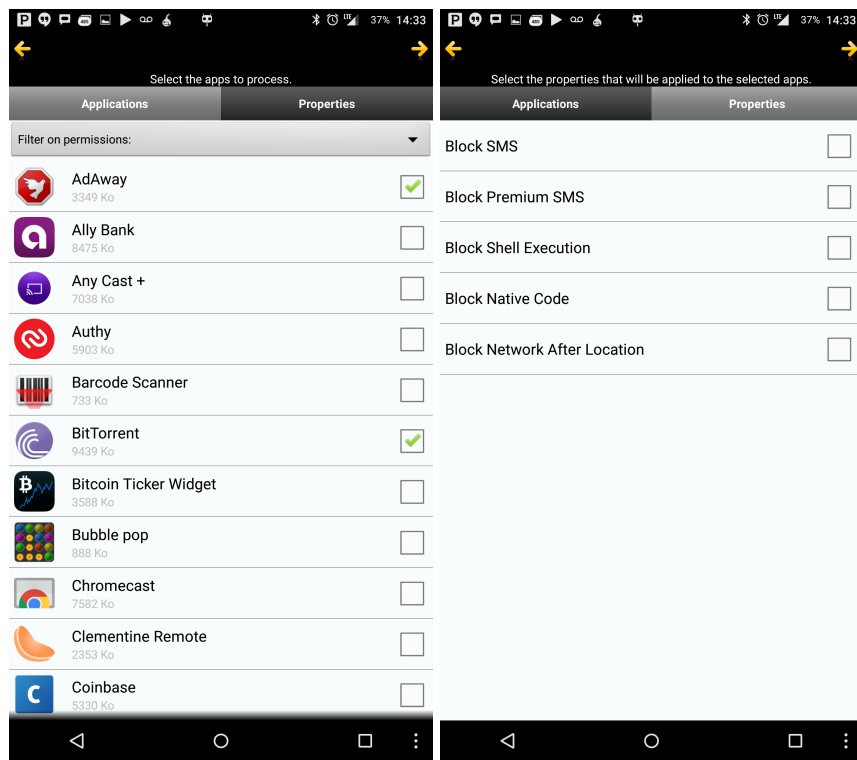 37% 14:33
Select the apps to process.
Applications Properties
Filter on permissions:
AdAway
3349 Ko
Ally Bank
8475 Ko
Any Cast +
7038 Ko
Authy
5903 Ko
Barcode Scanner
733 Ko
BitTorrent
9439 Ko
Bitcoin Ticker Widget
3588 Ko
Bubble pop
888 Ko
Chromecast
7582 Ko
Clementine Remote
2353 Ko
C
Coinbase
5330 Ko
LTE 37% 14:33
Select the properties that will be applied to the selected apps.
Applications Properties
Block SMS
Block Premium SMS
Block Shell Execution
Block Native Code
Block Network After Location